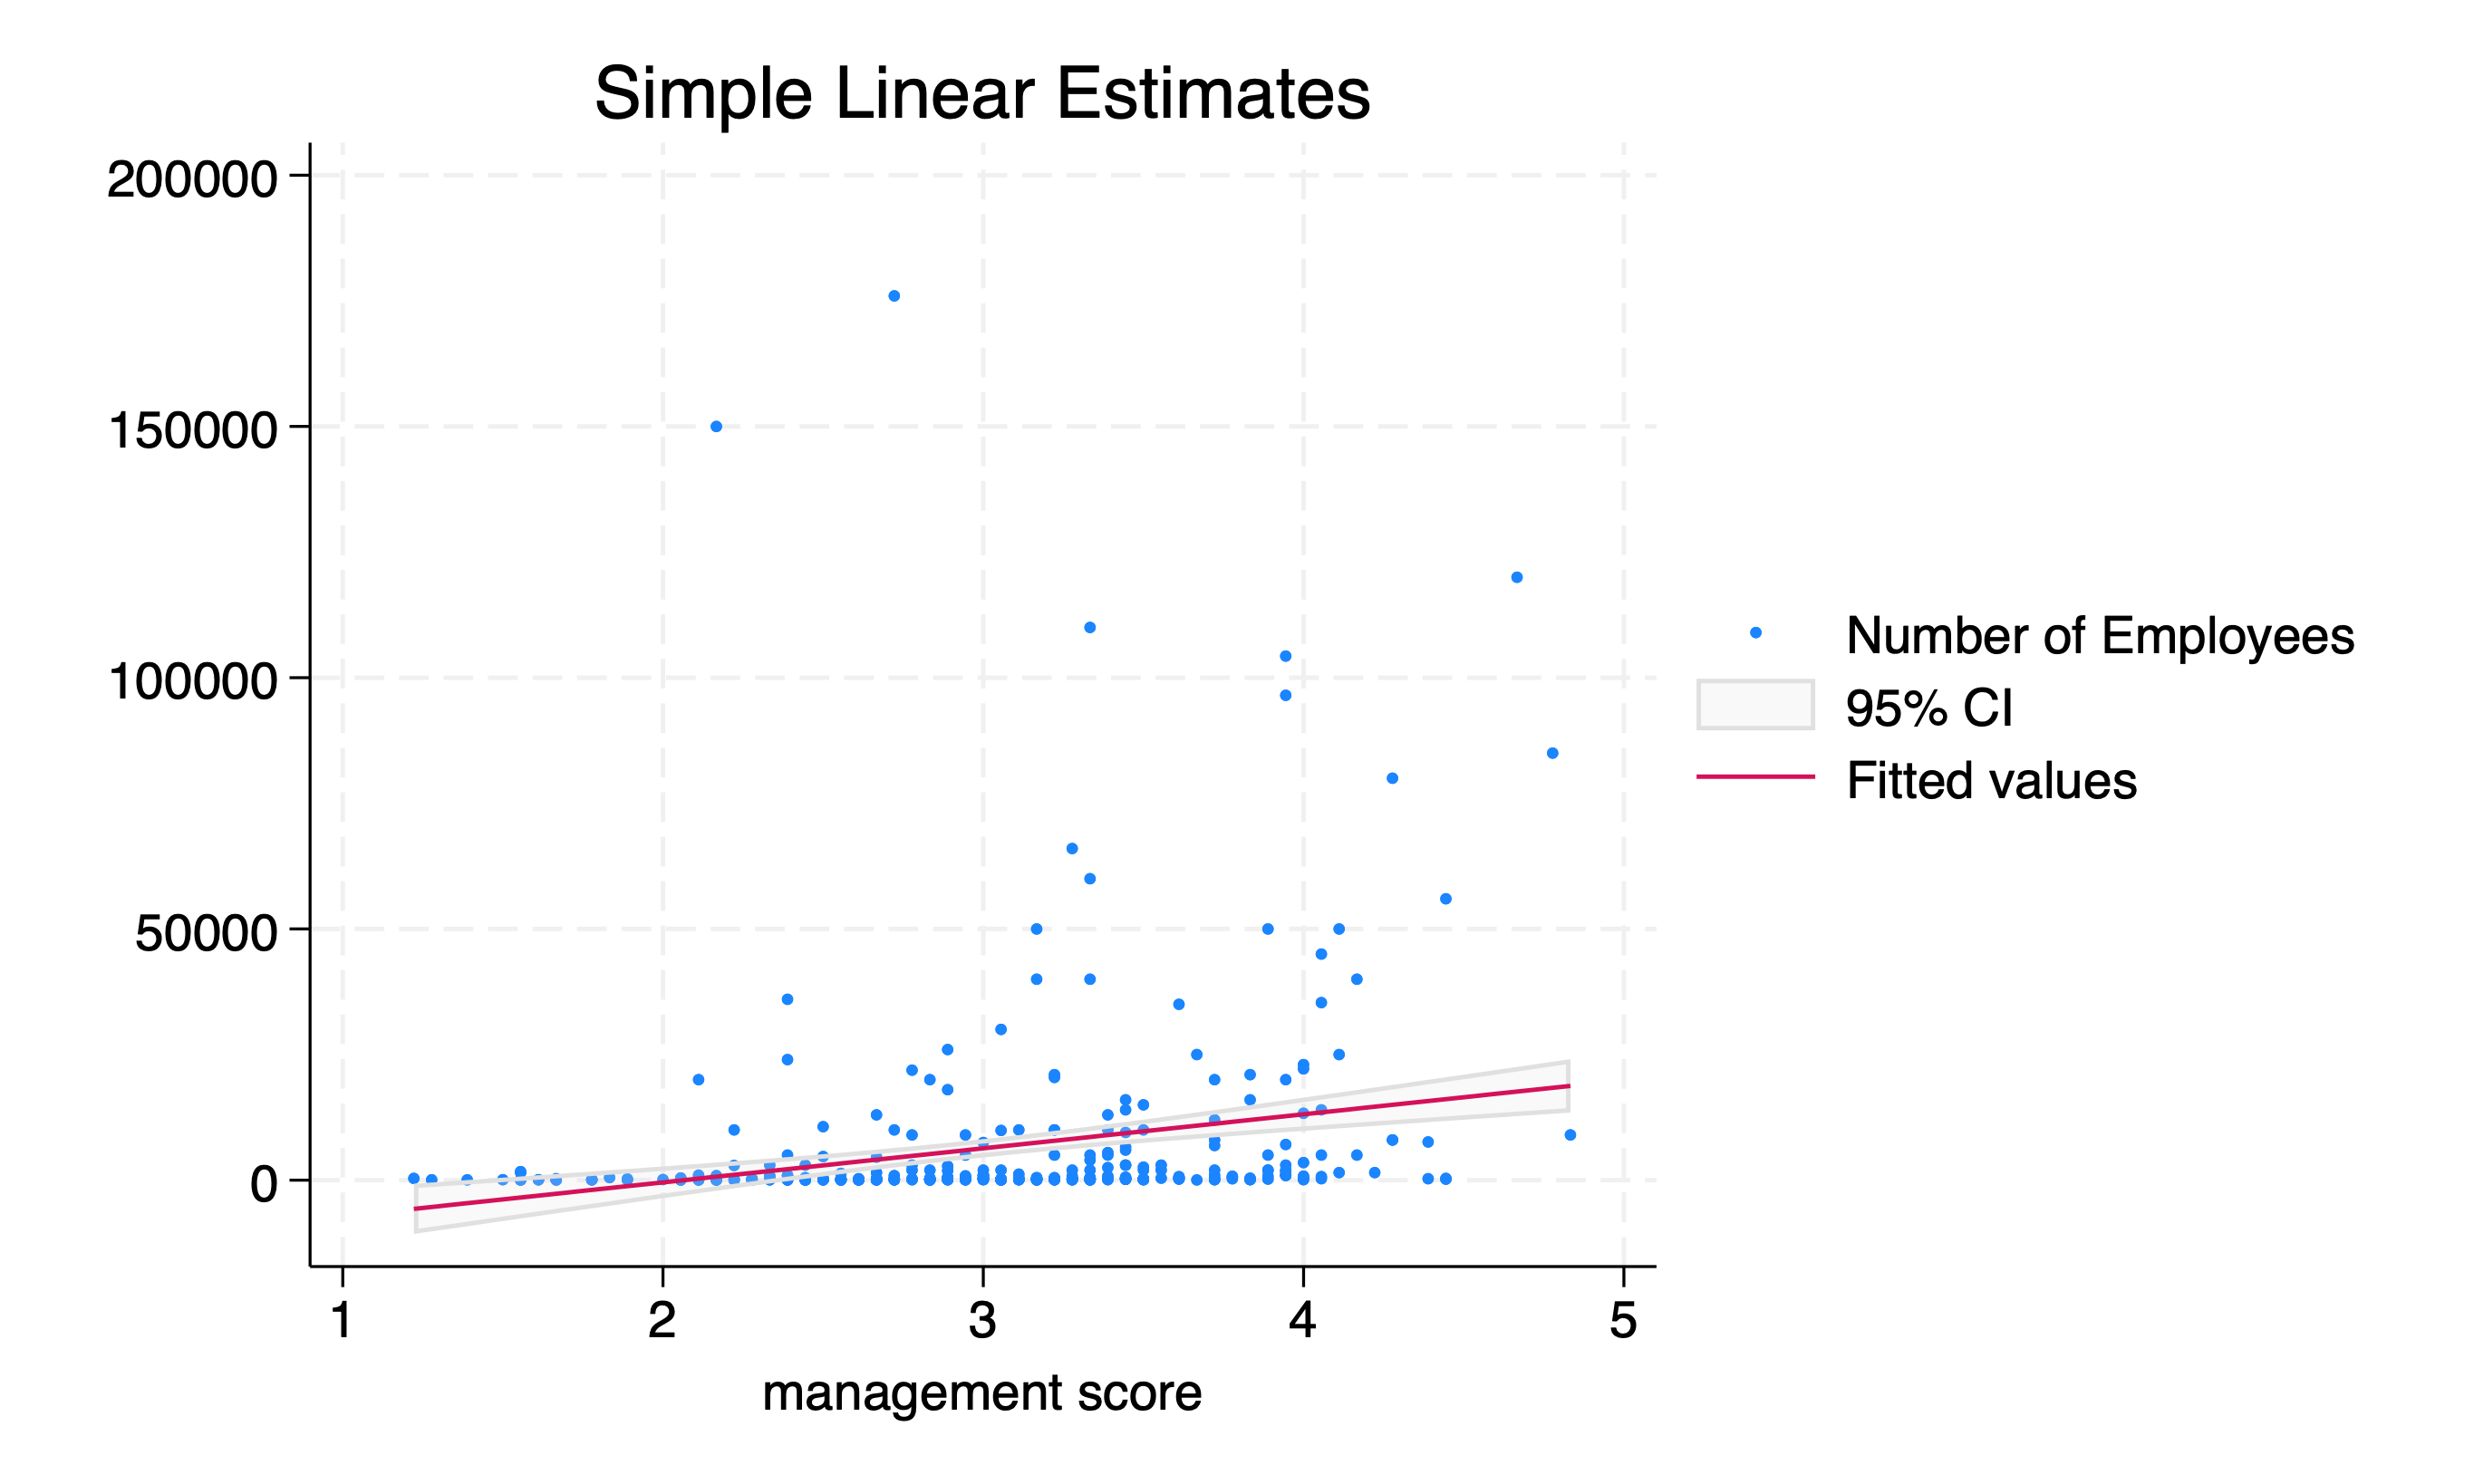 Simple Linear Estimates
200000
150000
100000
50000
0
1 2 3 4 5
management score
Number of Employees
95% CI
Fitted values